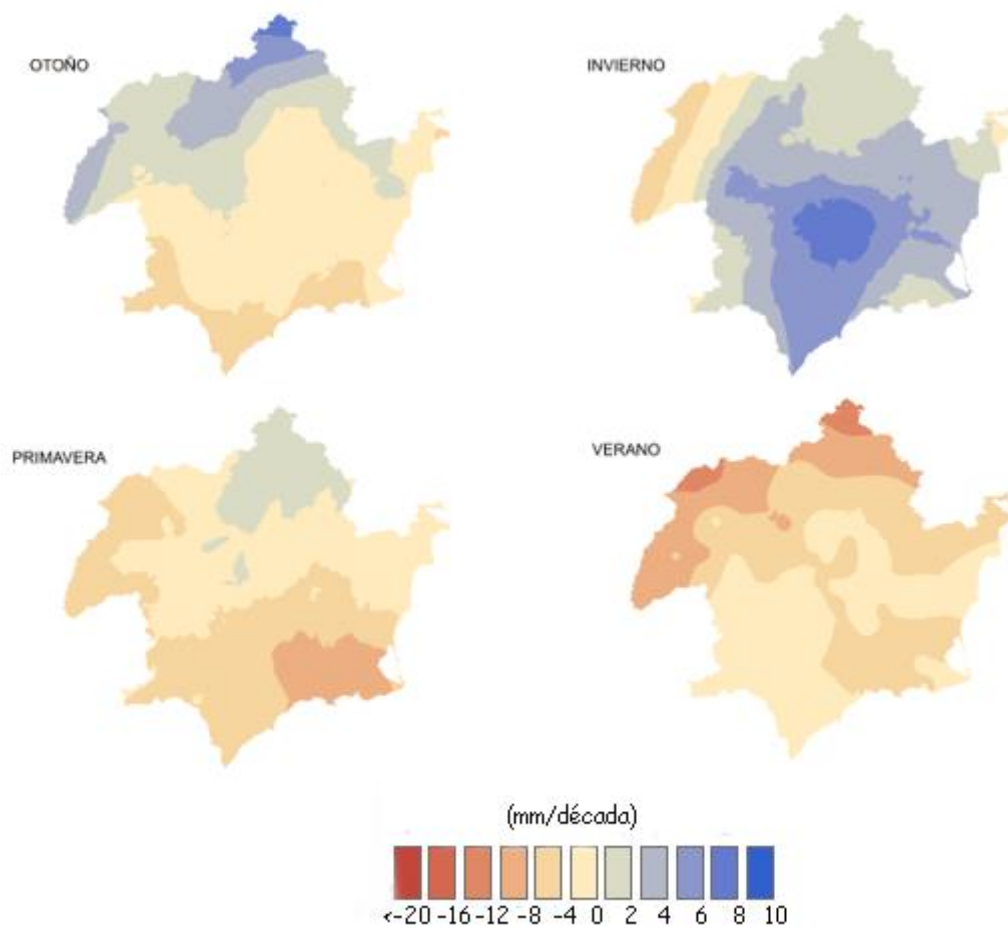 OTOÑO
INVIERNO
PRIMAVERA
VERANO
(mm/década)
<-20 -16 -12 -8 -4 0 2 4 6 8 10